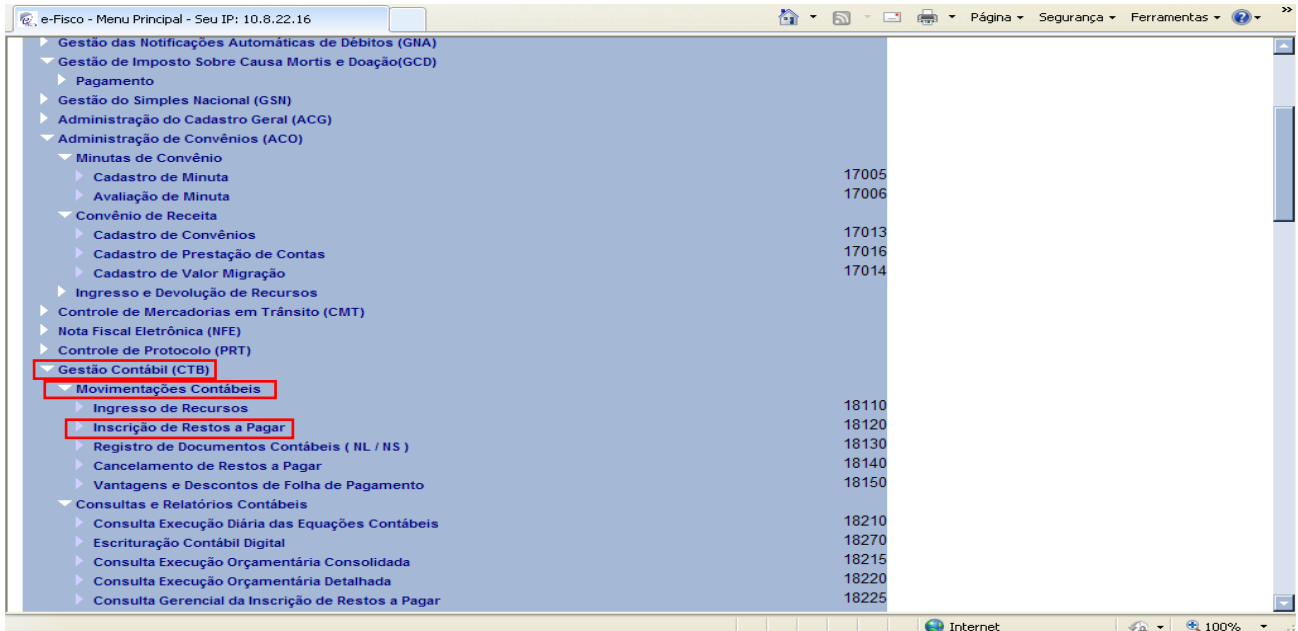 e-Fisco - Menu Principal - Seu IP: 10.8.22.16 Página Segurança Ferramentas »
Gestão das Notificações Automáticas de Débitos (GNA)
Gestão de Imposto Sobre Causa Mortis e Doação(GCD)
Pagamento
Gestão do Simples Nacional (GSN)
Administração do Cadastro Geral (ACG)
Administração de Convênios (ACO)
Minutas de Convênio
Cadastro de Minuta 17005
Avaliação de Minuta 17006
Convênio de Receita
Cadastro de Convênios 17013
Cadastro de Prestação de Contas 17016
Cadastro de Valor Migração 17014
Ingresso e Devolução de Recursos
Controle de Mercadorias em Trânsito (CMT)
Nota Fiscal Eletrônica (NFE)
Controle de Protocolo (PRT)
Gestão Contábil (CTB)
Movimentações Contábeis
Ingresso de Recursos 18110
Inscrição de Restos a Pagar 18120
Registro de Documentos Contábeis ( NL / NS ) 18130
Cancelamento de Restos a Pagar 18140
Vantagens e Descontos de Folha de Pagamento 18150
Consultas e Relatórios Contábeis
Consulta Execução Diária das Equações Contábeis 18210
Escrituração Contábil Digital 18270
Consulta Execução Orçamentária Consolidada 18215
Consulta Execução Orçamentária Detalhada 18220
Consulta Gerencial da Inscrição de Restos a Pagar 18225
Internet 100%